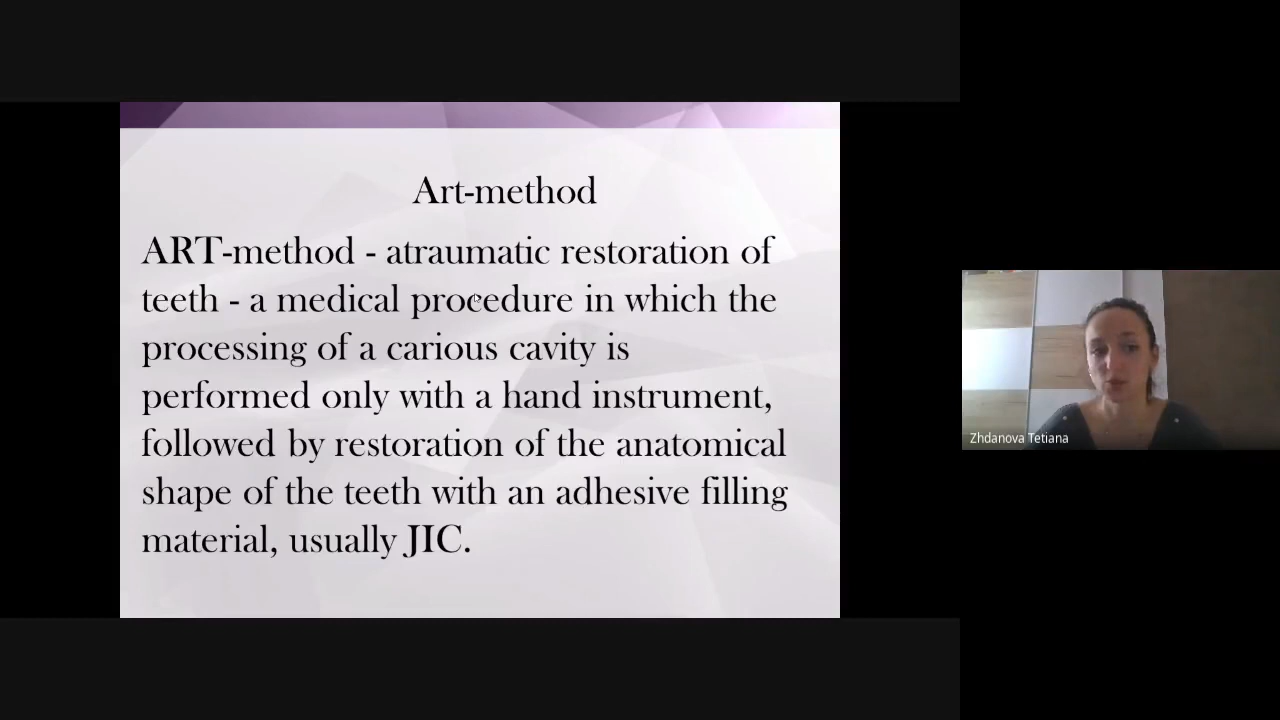 Art-method
ART-method - atraumatic restoration of
teeth - a medical procedure in which the
processing of a carious cavity is
performed only with a hand instrument,
followed by restoration of the anatomical
shape of the teeth with an adhesive filling
material, usually JIC.
Zhdanova Tetiana